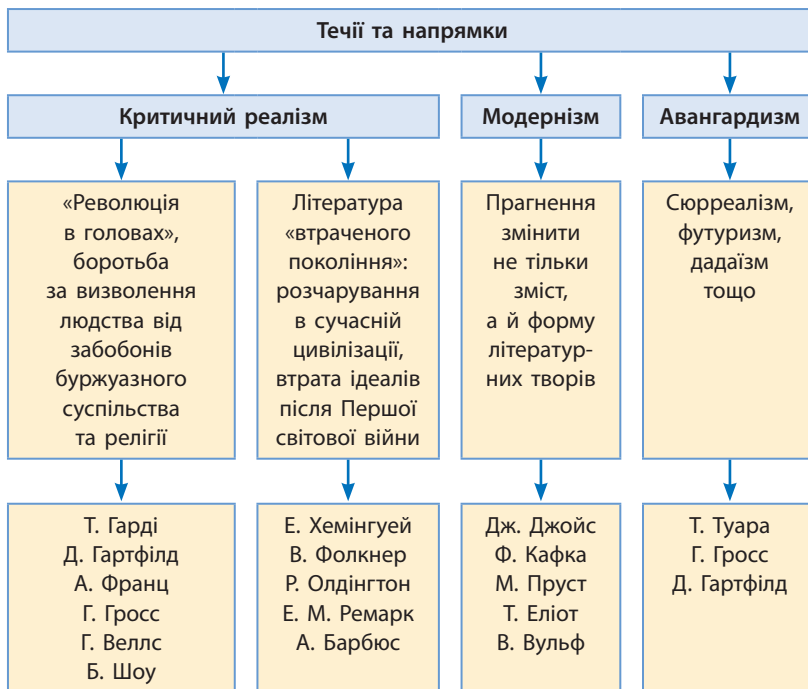 Течії та напрямки
Критичний реалізм
Модернізм
Авангардизм
«Революція
в головах»,
боротьба
за визволення
людства від
забобонів
буржуазного
суспільства
та релігії
Література
«втраченого
покоління»:
розчарування
в сучасній
цивілізації,
втрата ідеалів
після Першої
світової війни
Прагнення
змінити
не тільки
зміст,
а й форму
літератур-
них творів
Сюрреалізм,
футуризм,
дадаїзм
тощо
Т. Гарді
Д. Гартфілд
А. Франц
Г. Гросс
Г. Веллс
Б. Шоу
Е. Хемінгуей
В. Фолкнер
Р. Олдінгтон
Е. М. Ремарк
А. Барбюс
Дж. Джойс
Ф. Кафка
М. Пруст
Т. Еліот
В. Вульф
Т. Туара
Г. Гросс
Д. Гартфілд